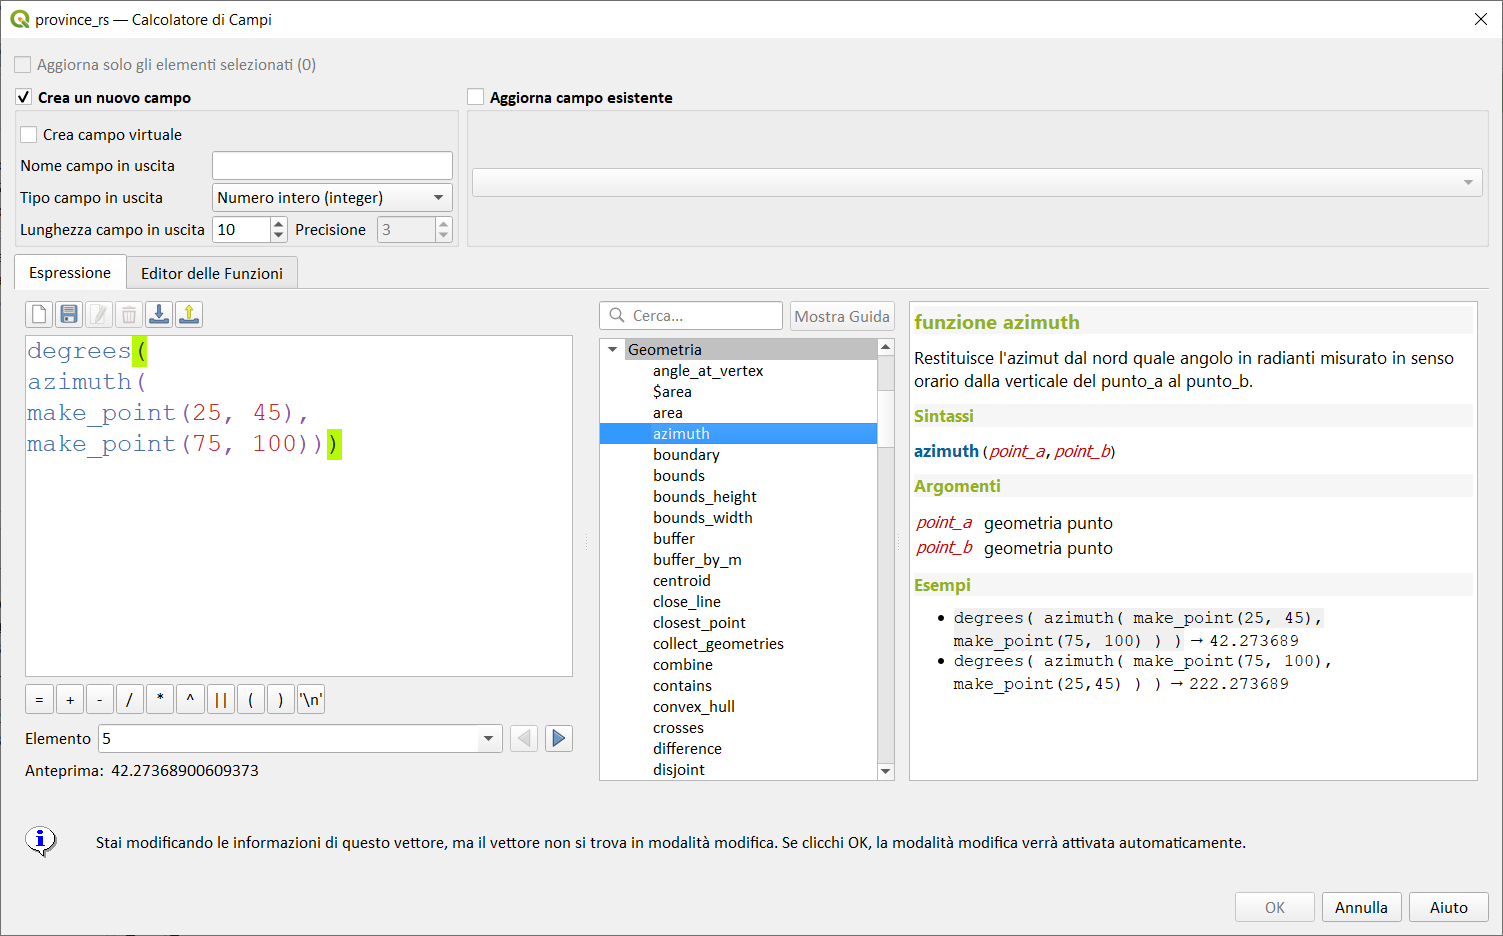 province_rs — Calcolatore di Campi
Aggiorna solo gli elementi selezionati (0)
Crea un nuovo campo
Aggiorna campo esistente
Crea campo virtuale
Nome campo in uscita
Tipo campo in uscita Numero intero (integer)
Lunghezza campo in uscita 10 Precisione 3
Espressione Editor delle Funzioni
degrees(
azimuth(
make_point(25, 45),
make_point(75, 100)))
= + - / * ^ || ( ) '\n'
Elemento 5
Anteprima: 42.27368900609373
Cerca... Mostra Guida
Geometria
angle_at_vertex
$area
area
azimuth
boundary
bounds
bounds_height
bounds_width
buffer
buffer_by_m
centroid
close_line
closest_point
collect_geometries
combine
contains
convex_hull
crosses
difference
disjoint
funzione azimuth
Restituisce l'azimut dal nord quale angolo in radianti misurato in senso
orario dalla verticale del punto_a al punto_b.
Sintassi
azimuth(point_a, point_b)
Argomenti
point_a geometria punto
point_b geometria punto
Esempi
• degrees( azimuth( make_point(25, 45),
make_point(75, 100) ) ) → 42.273689
• degrees( azimuth( make_point(75, 100),
make_point(25,45) ) ) → 222.273689
Stai modificando le informazioni di questo vettore, ma il vettore non si trova in modalità modifica. Se clicchi OK, la modalità modifica verrà attivata automaticamente.
OK Annulla Aiuto